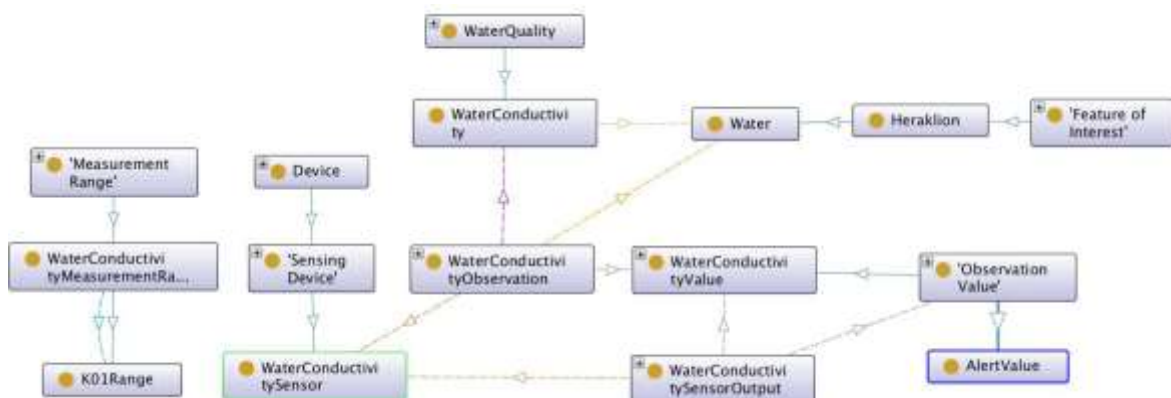 WaterQuality
WaterConductivi
ty
Water
Heraklion
'Feature of
Interest'
'Measurement
Range'
Device
WaterConductivi
tyMeasurementRa...
'Sensing
Device'
WaterConductivi
tyObservation
WaterConductivi
tyValue
'Observation
Value'
K01Range
WaterConductivi
tySensor
WaterConductivi
tySensorOutput
AlertValue